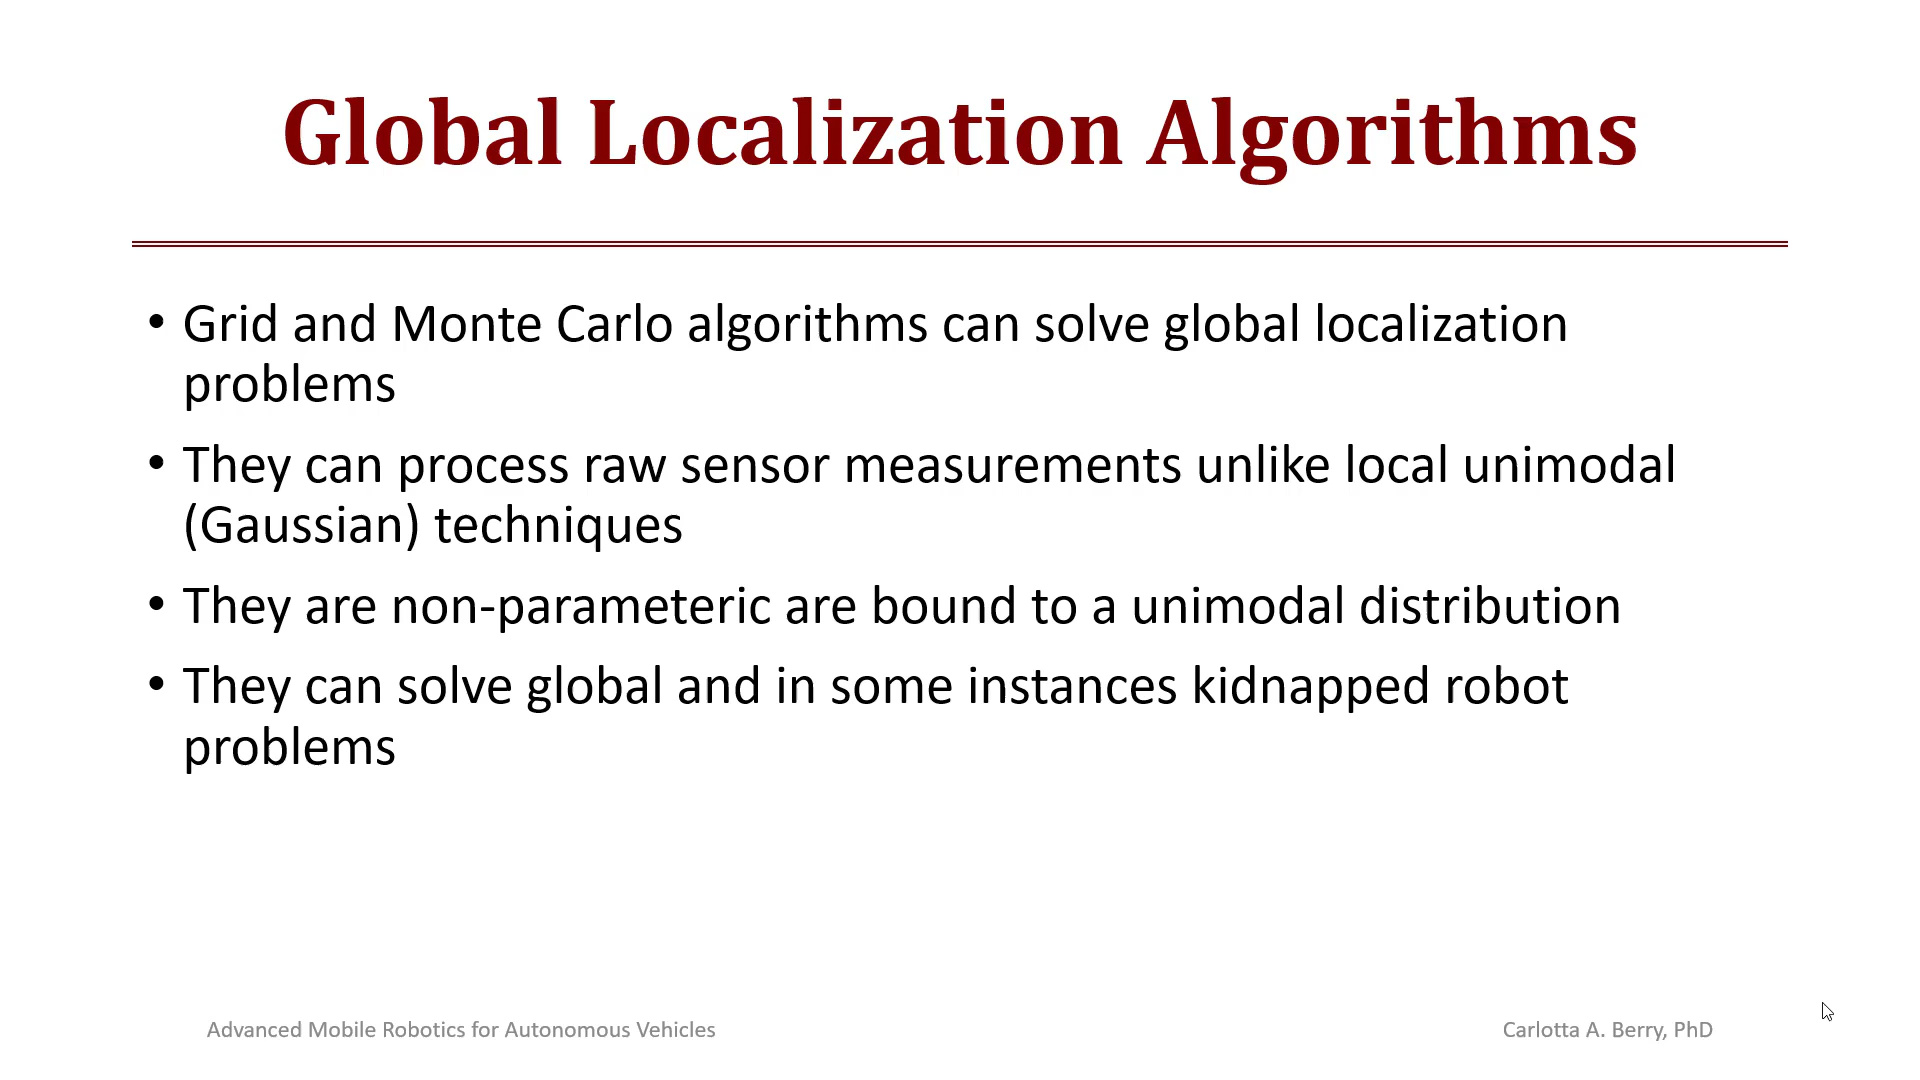 Global Localization Algorithms
• Grid and Monte Carlo algorithms can solve global localization
problems
• They can process raw sensor measurements unlike local unimodal
(Gaussian) techniques
• They are non-parameteric are bound to a unimodal distribution
• They can solve global and in some instances kidnapped robot
problems
Advanced Mobile Robotics for Autonomous Vehicles
Carlotta A. Berry, PhD